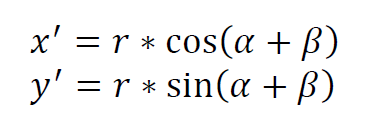 x′ = r ∗ cos(α + β)
y′ = r ∗ sin(α + β)